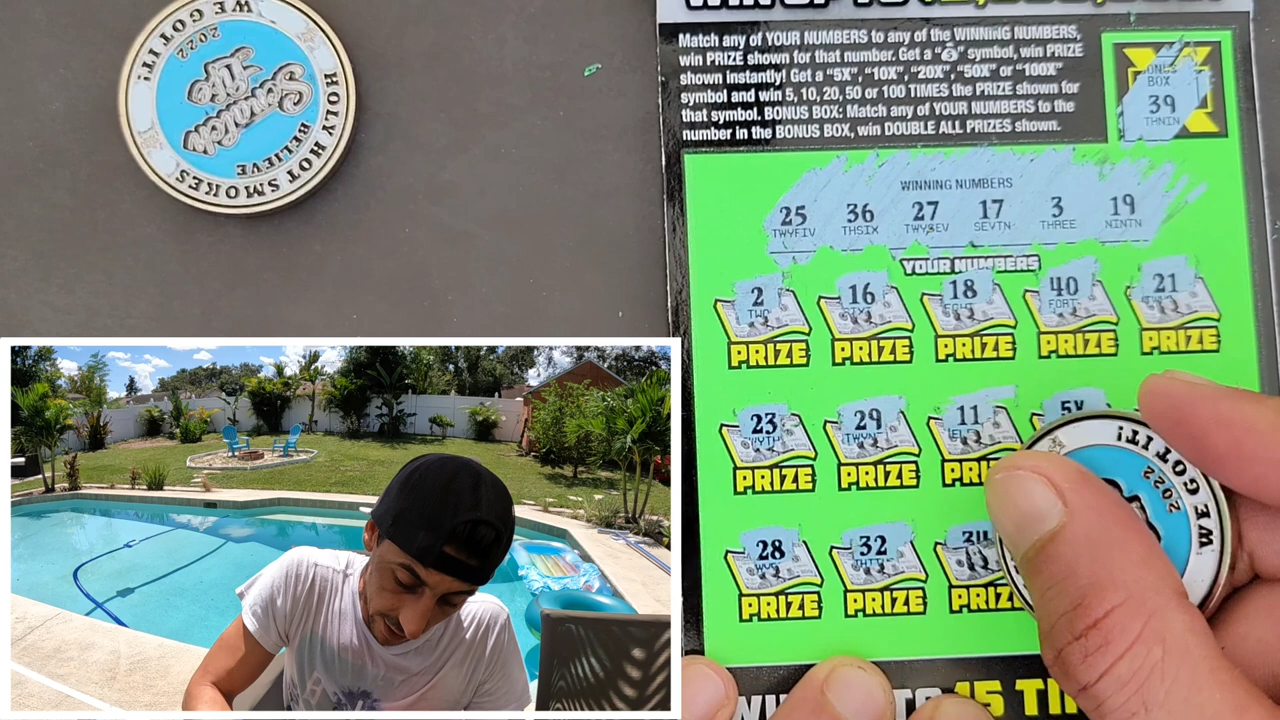 HOLY HOT SMOKES
BELIEVE
Scratch
Life
2022
WE GOT IT!
Match any of YOUR NUMBERS to any of the WINNING NUMBERS,
win PRIZE shown for that number. Get a " " symbol, win PRIZE
shown instantly! Get a "5X", "10X", "20X", "50X" or "100X"
symbol and win 5, 10, 20, 50 or 100 TIMES the PRIZE shown for
that symbol. BONUS BOX: Match any of YOUR NUMBERS to the
number in the BONUS BOX, win DOUBLE ALL PRIZES shown.
BONUS
BOX
39
THNIN
WINNING NUMBERS
25 36 27 17 3 19
TWYFIV THSIX TWYSEV SEVTN THREE NINTN
YOUR NUMBERS
2 16 18 40 21
TWO
PRIZE PRIZE PRIZE PRIZE PRIZE
23 29 11 5X
PRIZE PRIZE
28 32
PRIZE PRIZE
WE GOT IT!
2022
15